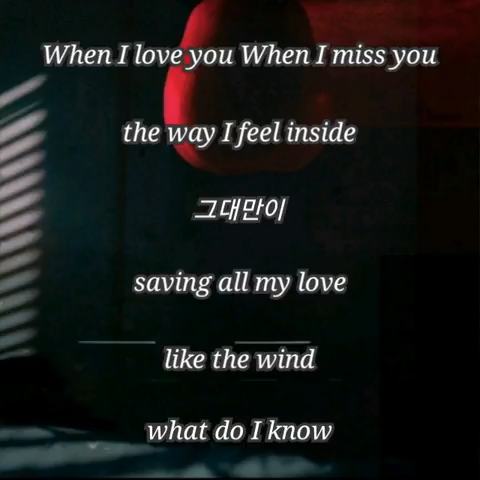 When I love you When I miss you
the way I feel inside
그대만이
saving all my love
like the wind
what do I know